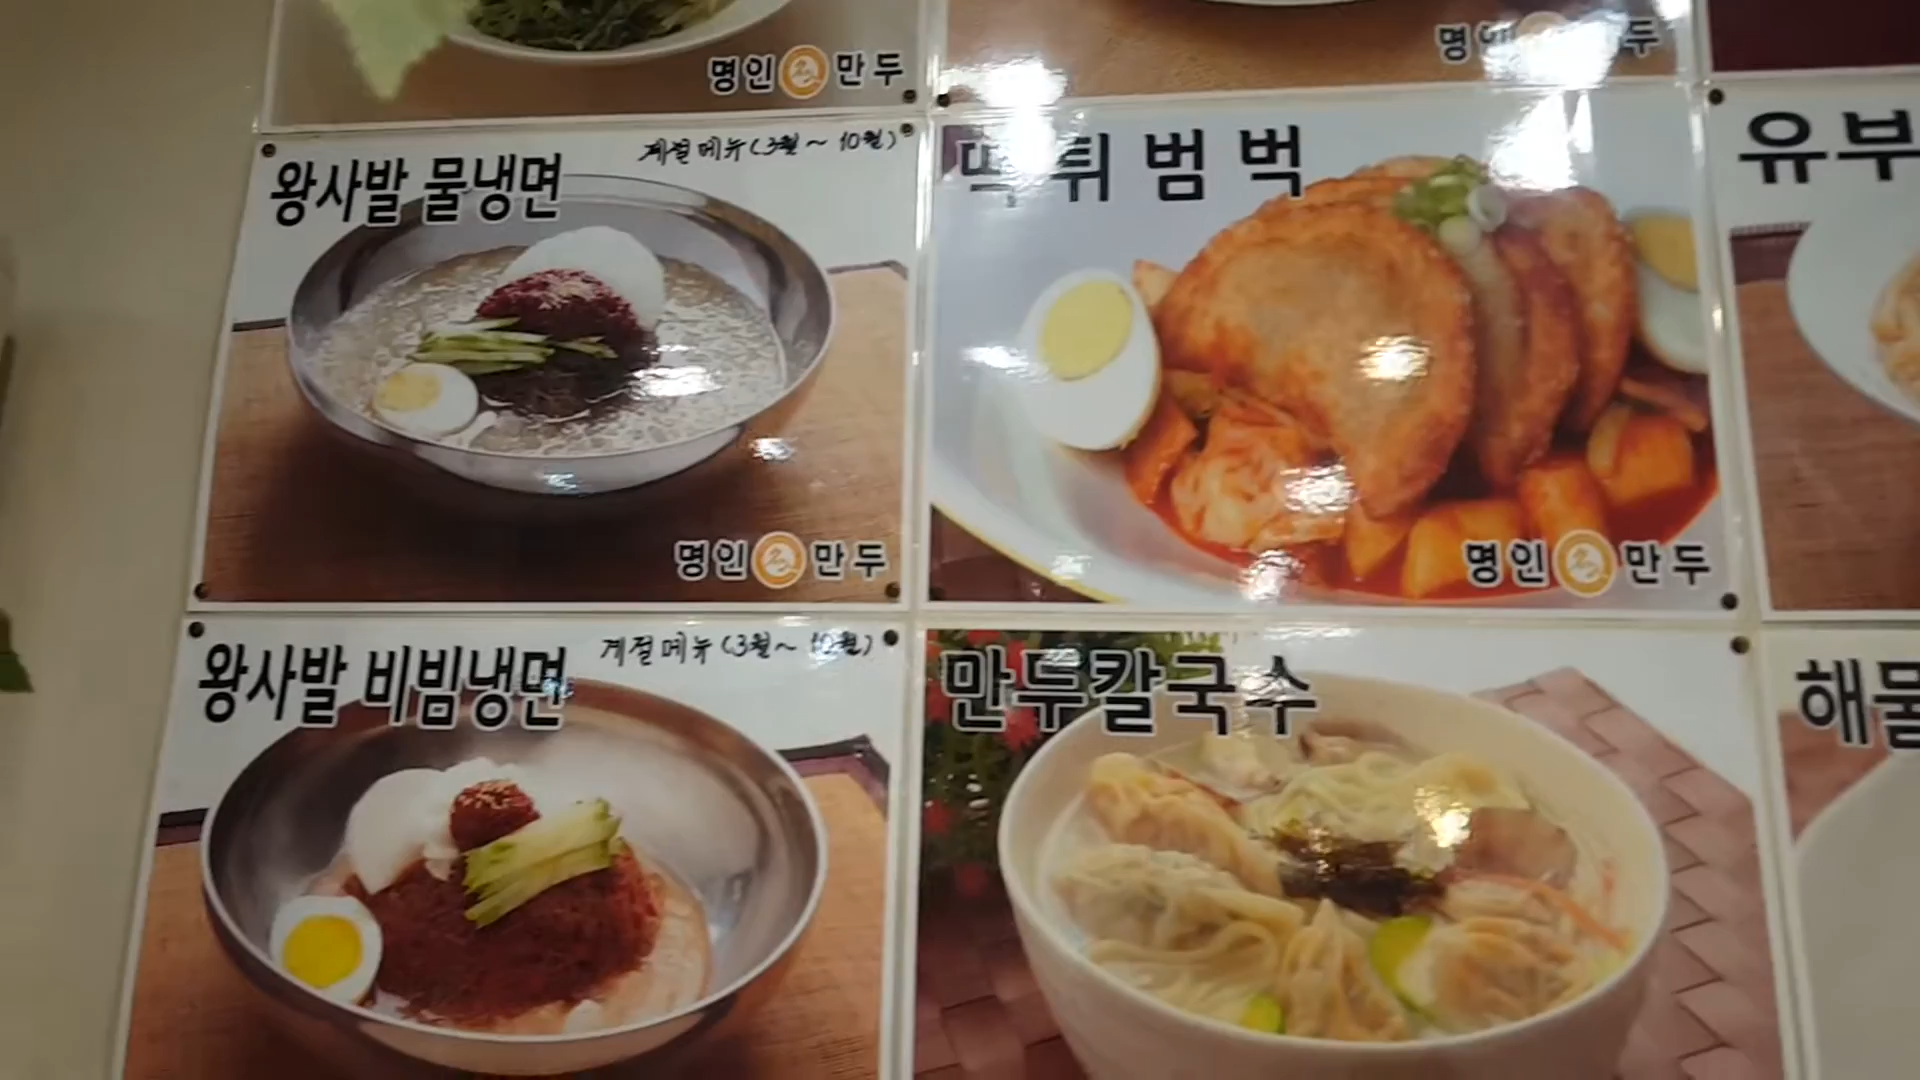 명인 만두
명 두
계절메뉴(3월~10월)
왕사발 물냉면
떡튀범벅
유부
명인 만두
명인 만두
계절메뉴(3월~10월)
왕사발 비빔냉면
만두칼국수
해물